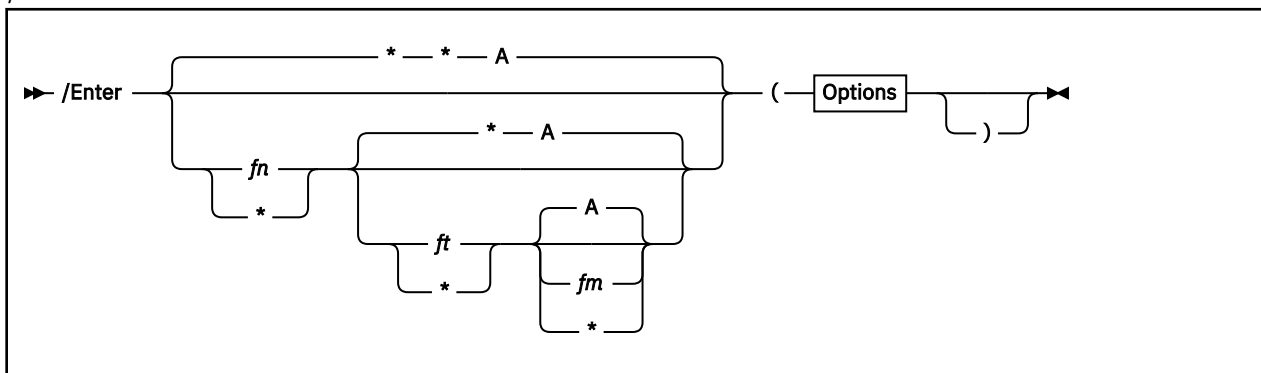 * * A
/Enter ( Options
)
* A
fn
*
A
ft
*
fm
*